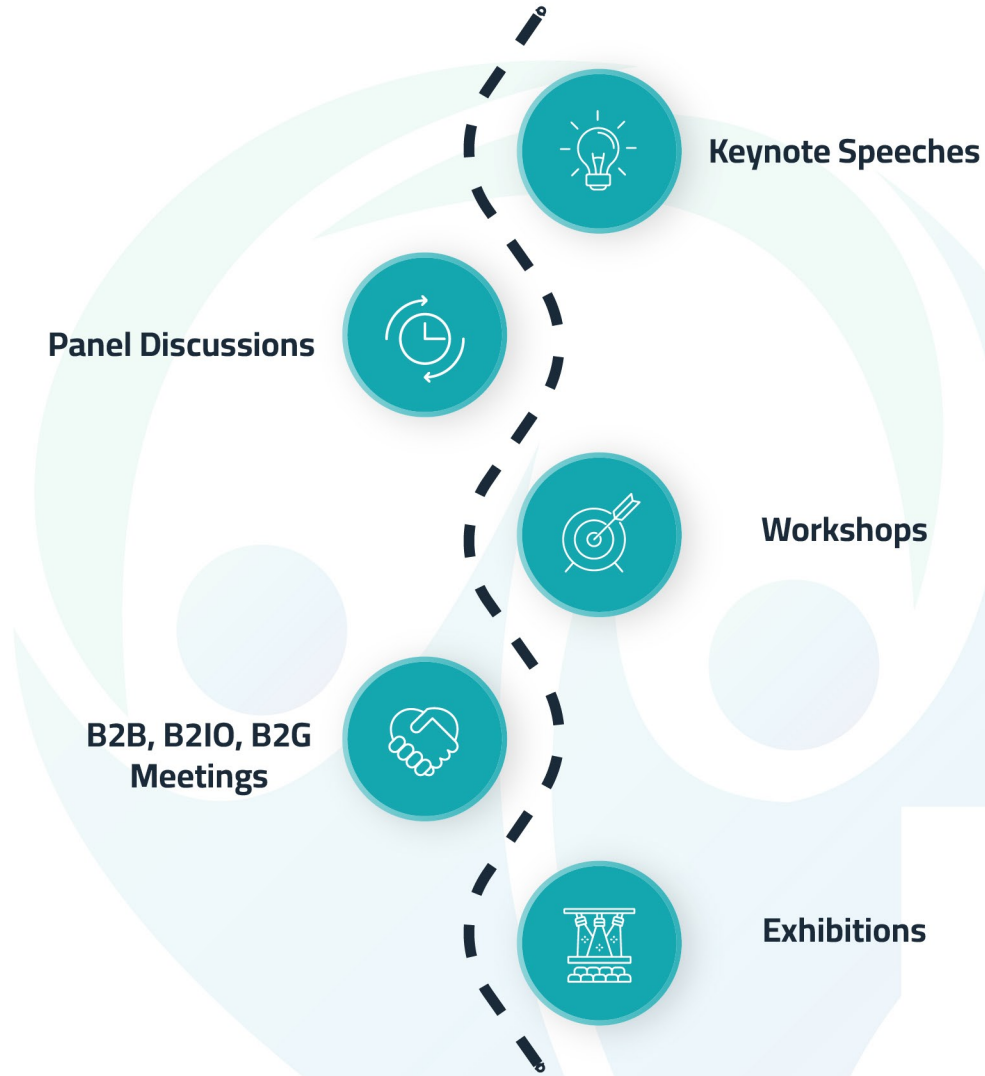 Keynote Speeches
Panel Discussions
Workshops
B2B, B2IO, B2G
Meetings
Exhibitions